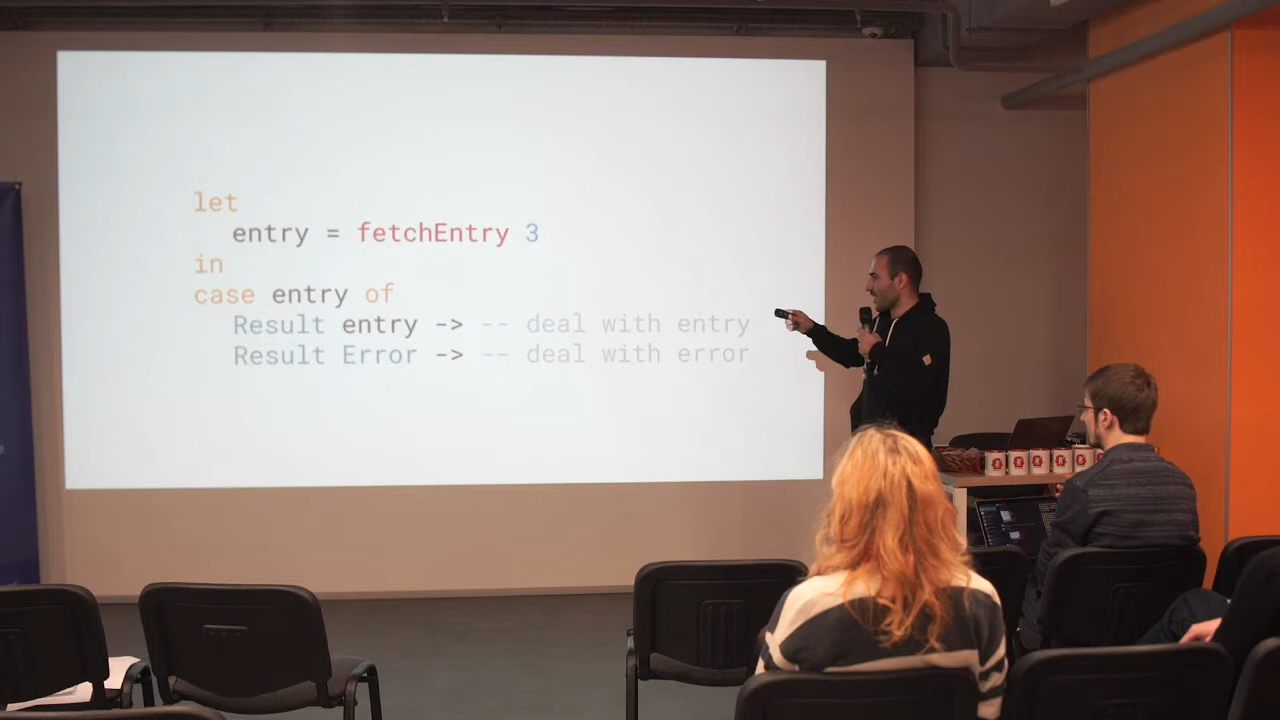 let
entry = fetchEntry 3
in
case entry of
Result entry -> -- deal with entry
Result Error -> -- deal with error